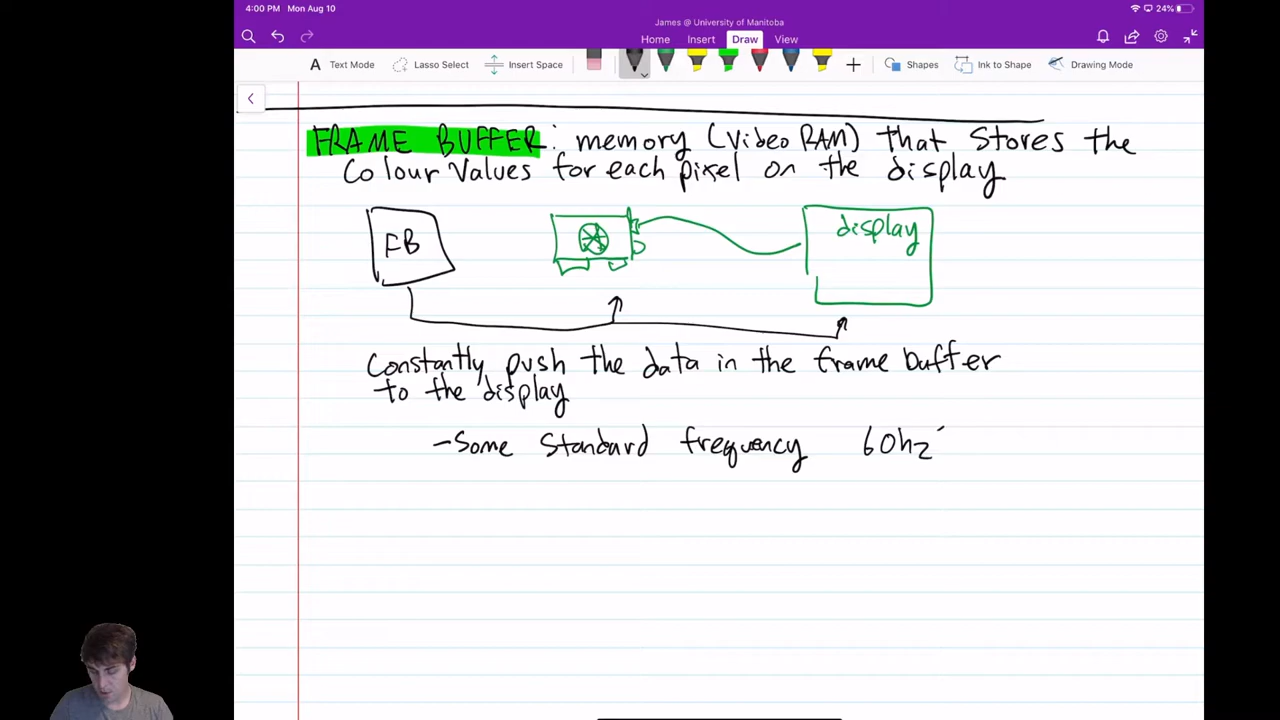 4:00 PM Mon Aug 10
24%
James @ University of Manitoba
Home Insert Draw View
A Text Mode Lasso Select Insert Space Shapes Ink to Shape Drawing Mode
FRAME BUFFER: memory (Video RAM) that Stores the
Colour Values for each pixel on the display
FB
display
Constantly push the data in the frame buffer
to the display
-Some Standard frequency 60hz